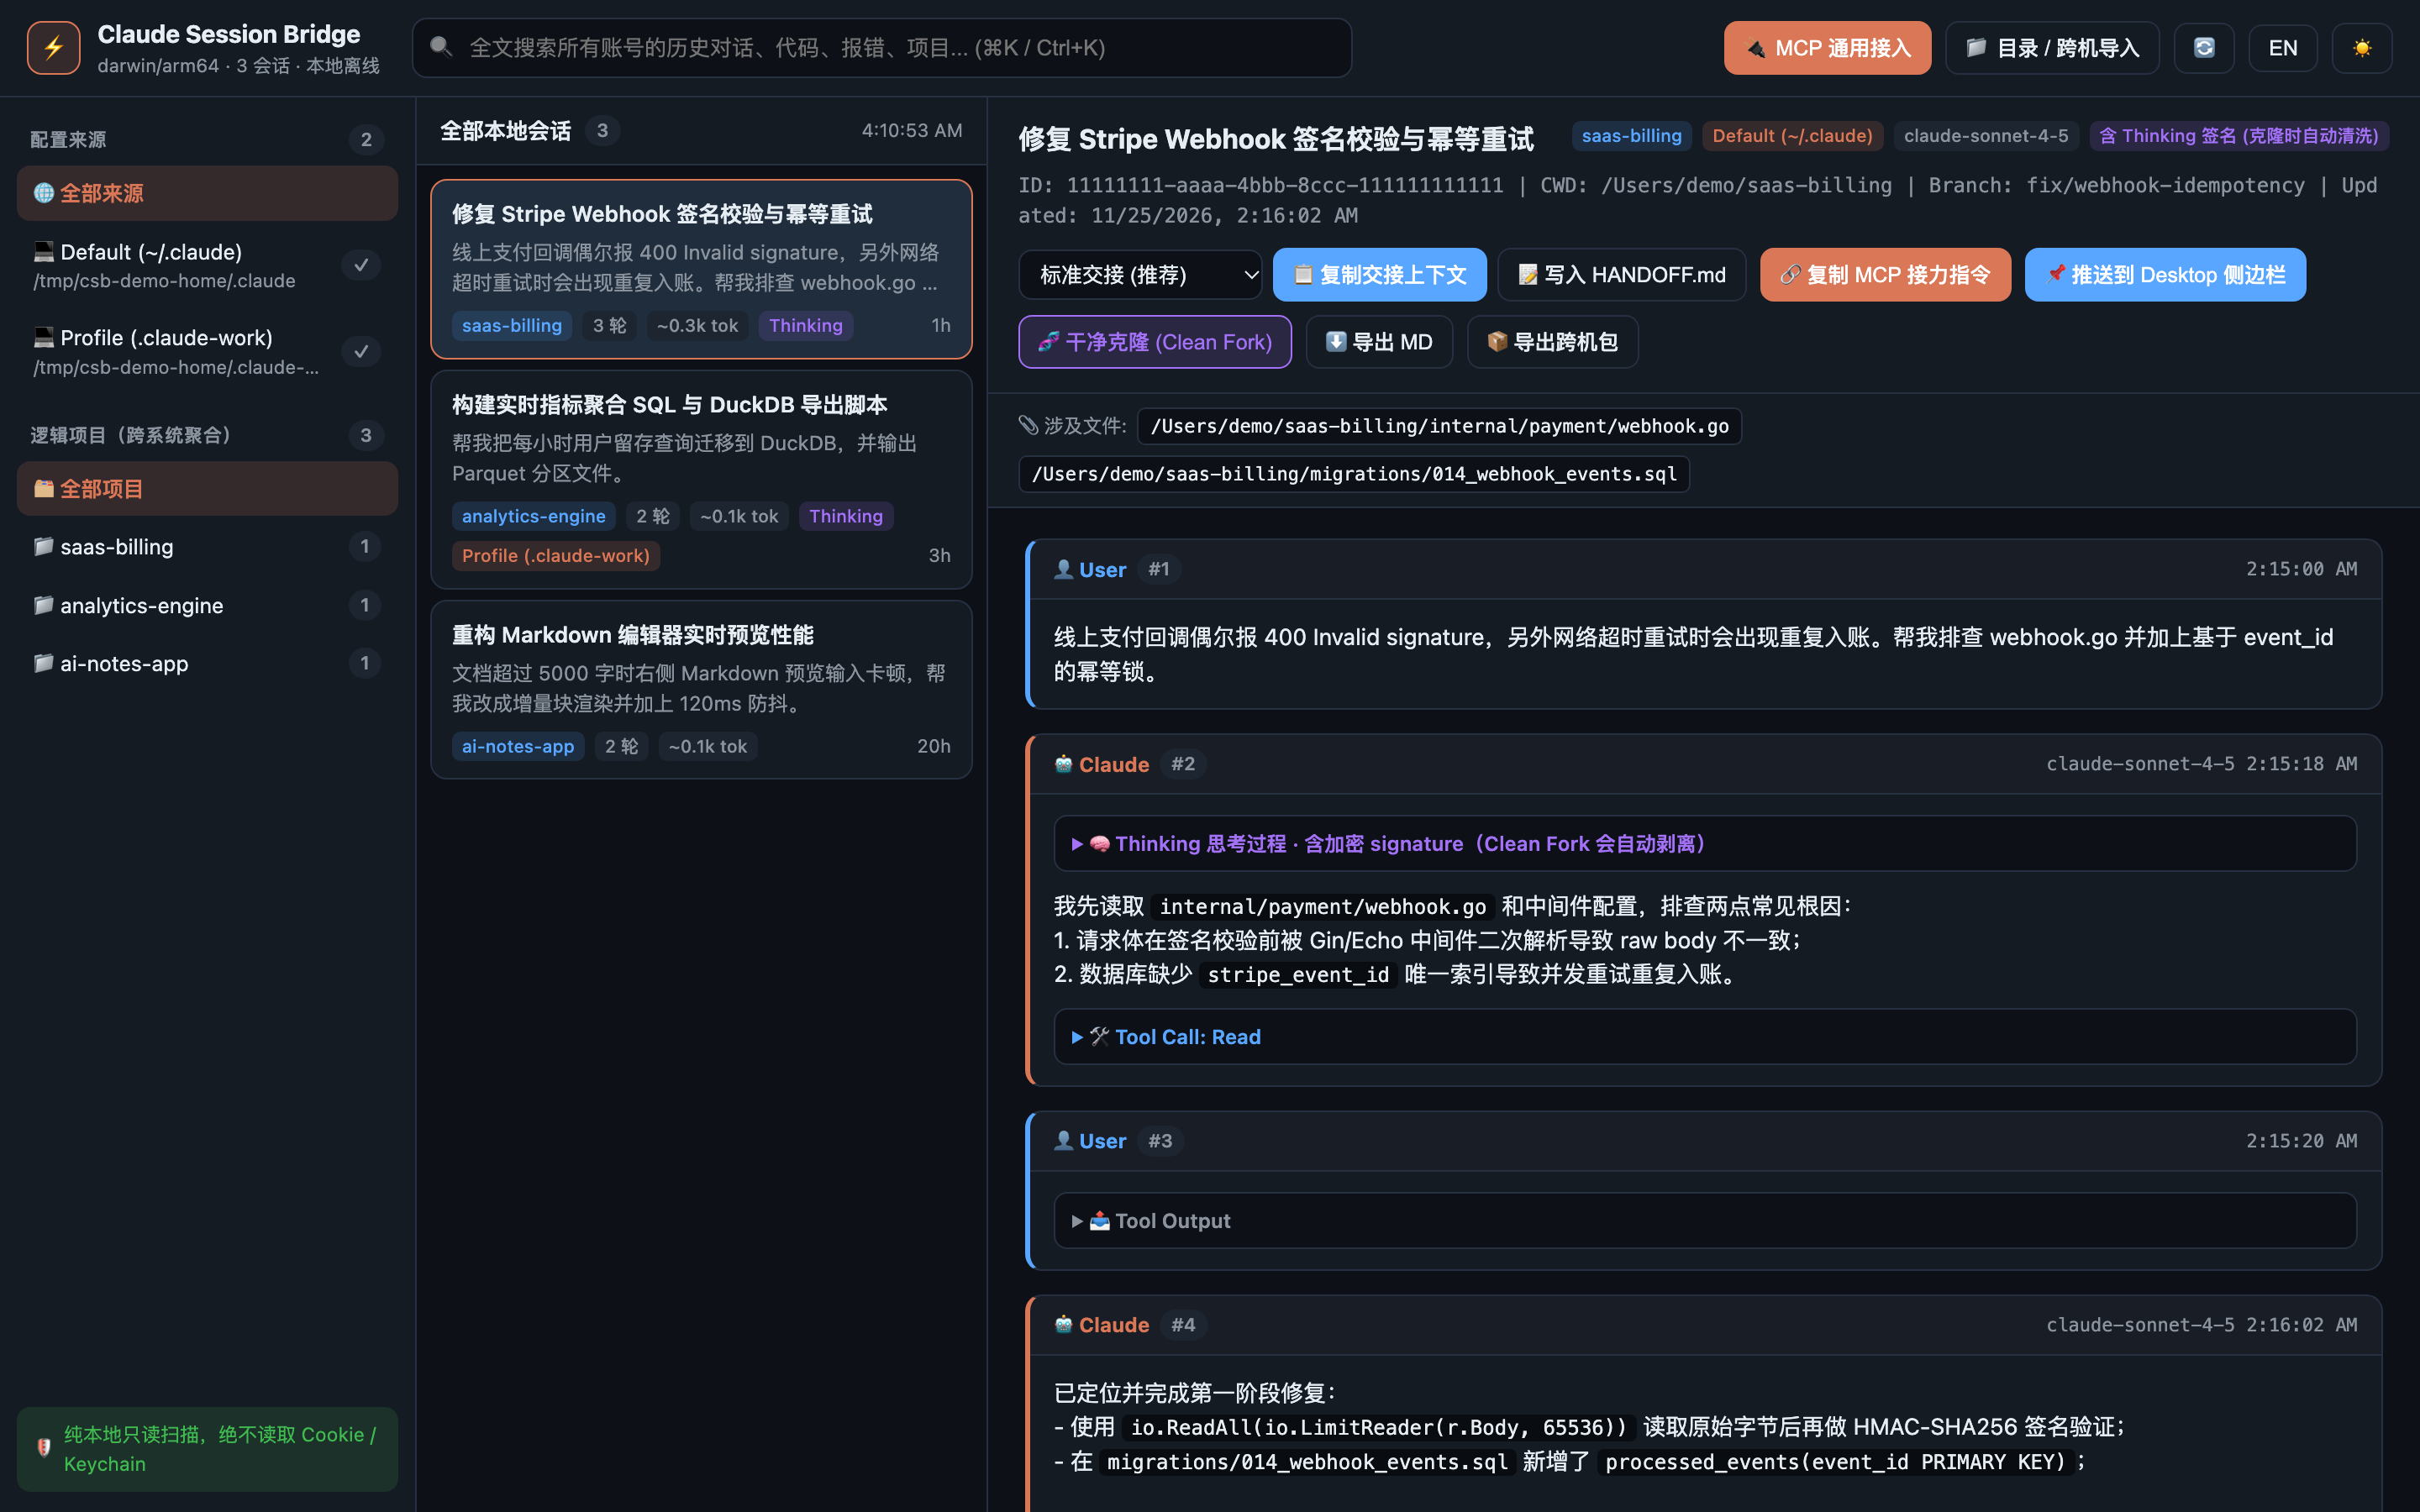 Claude Session Bridge
darwin/arm64 · 3 会话 · 本地离线
全文搜索所有账号的历史对话、代码、报错、项目... (⌘K / Ctrl+K)
MCP 通用接入
目录 / 跨机导入
EN
配置来源 2
全部来源
Default (~/.claude)
/tmp/csb-demo-home/.claude
Profile (.claude-work)
/tmp/csb-demo-home/.claude-...
逻辑项目（跨系统聚合） 3
全部项目
saas-billing 1
analytics-engine 1
ai-notes-app 1
纯本地只读扫描，绝不读取 Cookie /
Keychain
全部本地会话 3 4:10:53 AM
修复 Stripe Webhook 签名校验与幂等重试
线上支付回调偶尔报 400 Invalid signature，另外网络
超时重试时会出现重复入账。帮我排查 webhook.go ...
saas-billing 3 轮 ~0.3k tok Thinking 1h
构建实时指标聚合 SQL 与 DuckDB 导出脚本
帮我把每小时用户留存查询迁移到 DuckDB，并输出
Parquet 分区文件。
analytics-engine 2 轮 ~0.1k tok Thinking
Profile (.claude-work) 3h
重构 Markdown 编辑器实时预览性能
文档超过 5000 字时右侧 Markdown 预览输入卡顿，帮
我改成增量块渲染并加上 120ms 防抖。
ai-notes-app 2 轮 ~0.1k tok 20h
修复 Stripe Webhook 签名校验与幂等重试 saas-billing Default (~/.claude) claude-sonnet-4-5 含 Thinking 签名 (克隆时自动清洗)
ID: 11111111-aaaa-4bbb-8ccc-111111111111 | CWD: /Users/demo/saas-billing | Branch: fix/webhook-idempotency | Upd
ated: 11/25/2026, 2:16:02 AM
标准交接 (推荐) 复制交接上下文 写入 HANDOFF.md 复制 MCP 接力指令 推送到 Desktop 侧边栏
干净克隆 (Clean Fork) 导出 MD 导出跨机包
涉及文件: /Users/demo/saas-billing/internal/payment/webhook.go
/Users/demo/saas-billing/migrations/014_webhook_events.sql
User #1 2:15:00 AM
线上支付回调偶尔报 400 Invalid signature，另外网络超时重试时会出现重复入账。帮我排查 webhook.go 并加上基于 event_id
的幂等锁。
Claude #2 claude-sonnet-4-5 2:15:18 AM
Thinking 思考过程 · 含加密 signature（Clean Fork 会自动剥离）
我先读取 internal/payment/webhook.go 和中间件配置，排查两点常见根因：
1. 请求体在签名校验前被 Gin/Echo 中间件二次解析导致 raw body 不一致；
2. 数据库缺少 stripe_event_id 唯一索引导致并发重试重复入账。
Tool Call: Read
User #3 2:15:20 AM
Tool Output
Claude #4 claude-sonnet-4-5 2:16:02 AM
已定位并完成第一阶段修复：
- 使用 io.ReadAll(io.LimitReader(r.Body, 65536)) 读取原始字节后再做 HMAC-SHA256 签名验证；
- 在 migrations/014_webhook_events.sql 新增了 processed_events(event_id PRIMARY KEY)；